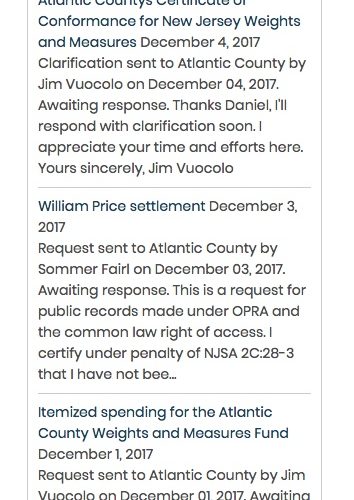 Atlantic Countys Certificate of
Conformance for New Jersey Weights
and Measures December 4, 2017
Clarification sent to Atlantic County by
Jim Vuocolo on December 04, 2017.
Awaiting response. Thanks Daniel, I'll
respond with clarification soon. I
appreciate your time and efforts here.
Yours sincerely, Jim Vuocolo
William Price settlement December 3,
2017
Request sent to Atlantic County by
Sommer Fairl on December 03, 2017.
Awaiting response. This is a request for
public records made under OPRA and
the common law right of access. I
certify under penalty of NJSA 2C:28-3
that I have not bee...
Itemized spending for the Atlantic
County Weights and Measures Fund
December 1, 2017
Request sent to Atlantic County by Jim
Vuocolo on December 01, 2017. Awaiting